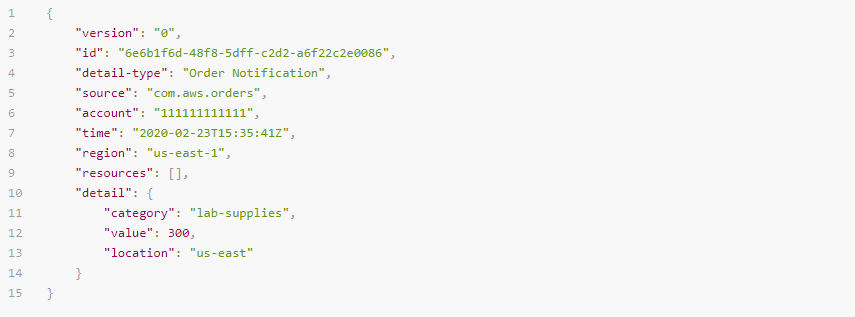 1 {
2     "version": "0",
3     "id": "6e6b1f6d-48f8-5dff-c2d2-a6f22c2e0086",
4     "detail-type": "Order Notification",
5     "source": "com.aws.orders",
6     "account": "111111111111",
7     "time": "2020-02-23T15:35:41Z",
8     "region": "us-east-1",
9     "resources": [],
10     "detail": {
11         "category": "lab-supplies",
12         "value": 300,
13         "location": "us-east"
14     }
15 }